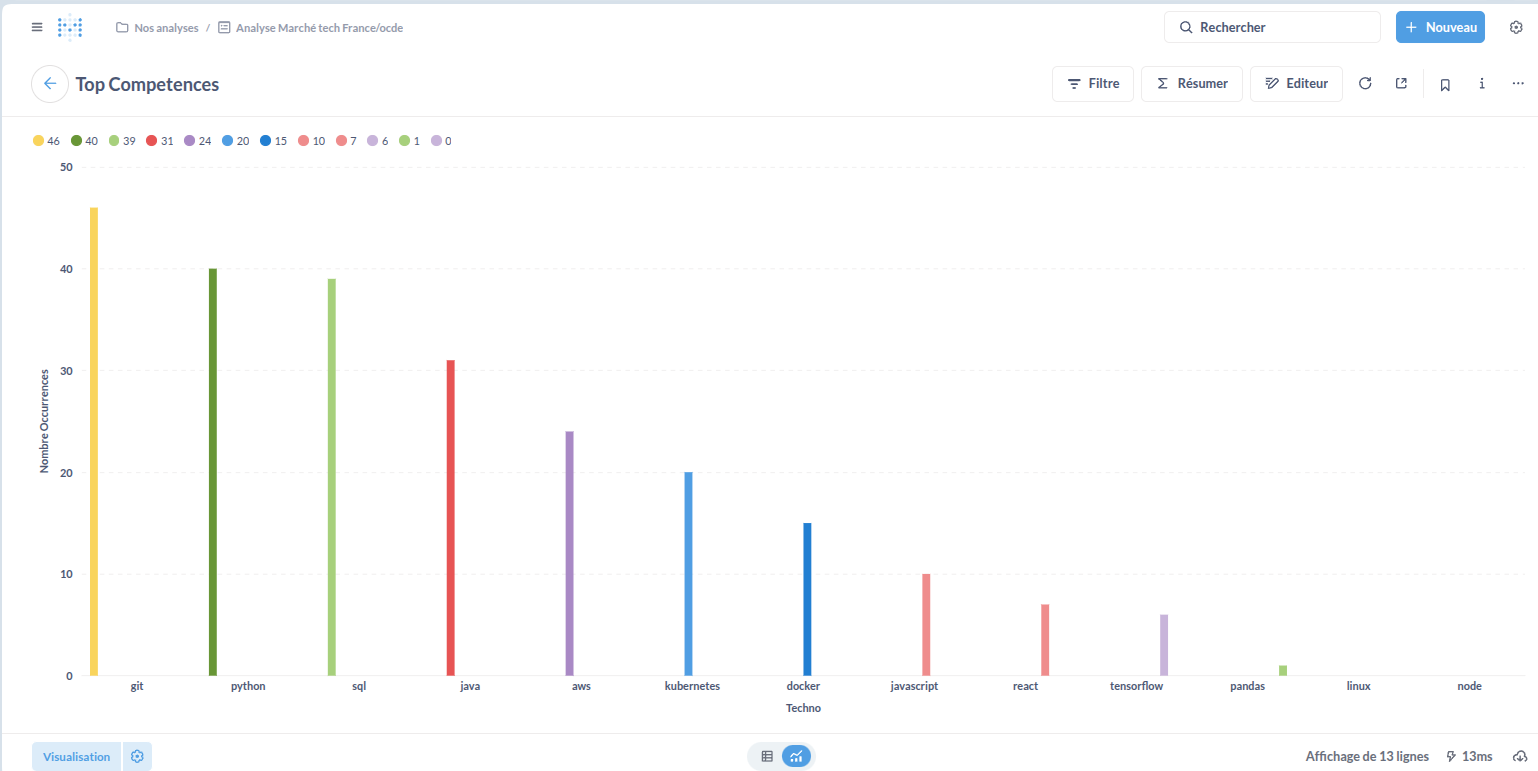 Nos analyses / Analyse Marché tech France/ocde
Rechercher
+ Nouveau
Top Competences
Filtre
Σ Résumer
Editeur
46 40 39 31 24 20 15 10 7 6 1 0
50
40
30
20
10
0
Nombre Occurrences
git python sql java aws kubernetes docker javascript react tensorflow pandas linux node
Techno
Visualisation
Affichage de 13 lignes
13ms